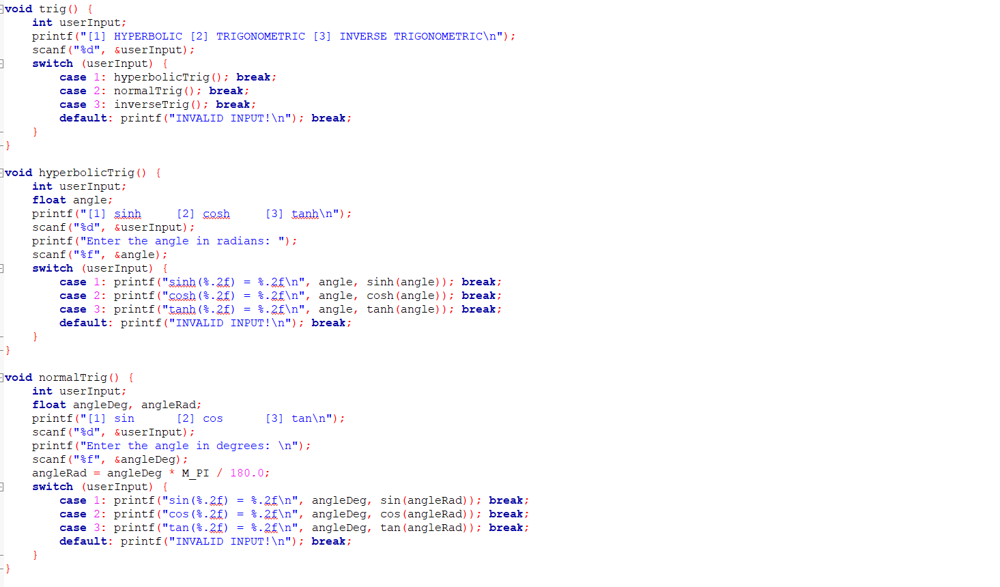 void trig() {
    int userInput;
    printf("[1] HYPERBOLIC [2] TRIGONOMETRIC [3] INVERSE TRIGONOMETRIC\n");
    scanf("%d", &userInput);
    switch (userInput) {
        case 1: hyperbolicTrig(); break;
        case 2: normalTrig(); break;
        case 3: inverseTrig(); break;
        default: printf("INVALID INPUT!\n"); break;
    }
}

void hyperbolicTrig() {
    int userInput;
    float angle;
    printf("[1] sinh     [2] cosh     [3] tanh\n");
    scanf("%d", &userInput);
    printf("Enter the angle in radians: ");
    scanf("%f", &angle);
    switch (userInput) {
        case 1: printf("sinh(%.2f) = %.2f\n", angle, sinh(angle)); break;
        case 2: printf("cosh(%.2f) = %.2f\n", angle, cosh(angle)); break;
        case 3: printf("tanh(%.2f) = %.2f\n", angle, tanh(angle)); break;
        default: printf("INVALID INPUT!\n"); break;
    }
}

void normalTrig() {
    int userInput;
    float angleDeg, angleRad;
    printf("[1] sin      [2] cos      [3] tan\n");
    scanf("%d", &userInput);
    printf("Enter the angle in degrees: \n");
    scanf("%f", &angleDeg);
    angleRad = angleDeg * M_PI / 180.0;
    switch (userInput) {
        case 1: printf("sin(%.2f) = %.2f\n", angleDeg, sin(angleRad)); break;
        case 2: printf("cos(%.2f) = %.2f\n", angleDeg, cos(angleRad)); break;
        case 3: printf("tan(%.2f) = %.2f\n", angleDeg, tan(angleRad)); break;
        default: printf("INVALID INPUT!\n"); break;
    }
}